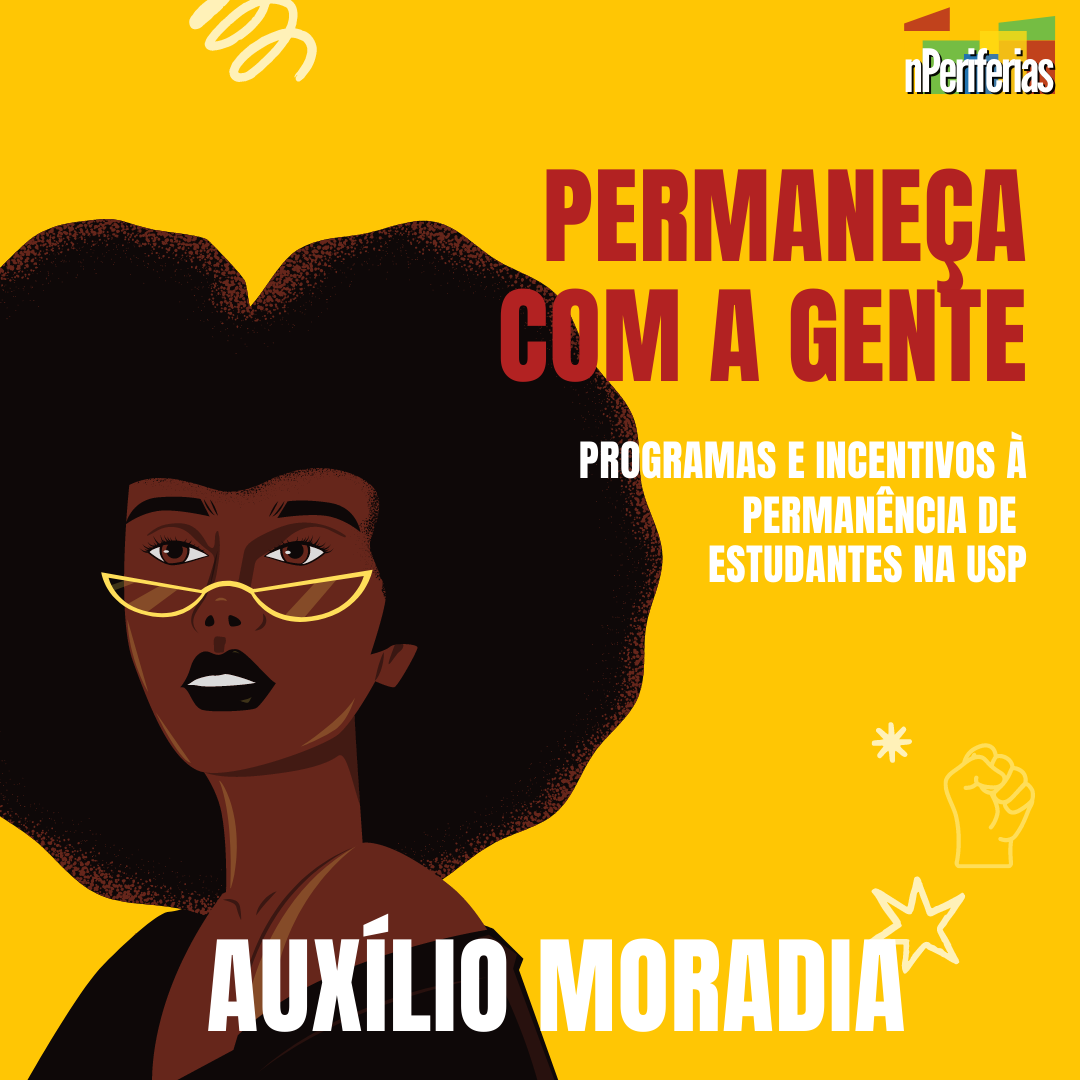 nPeriferias
PERMANEÇA
COM A GENTE
PROGRAMAS E INCENTIVOS À
PERMANÊNCIA DE
ESTUDANTES NA USP
AUXÍLIO MORADIA